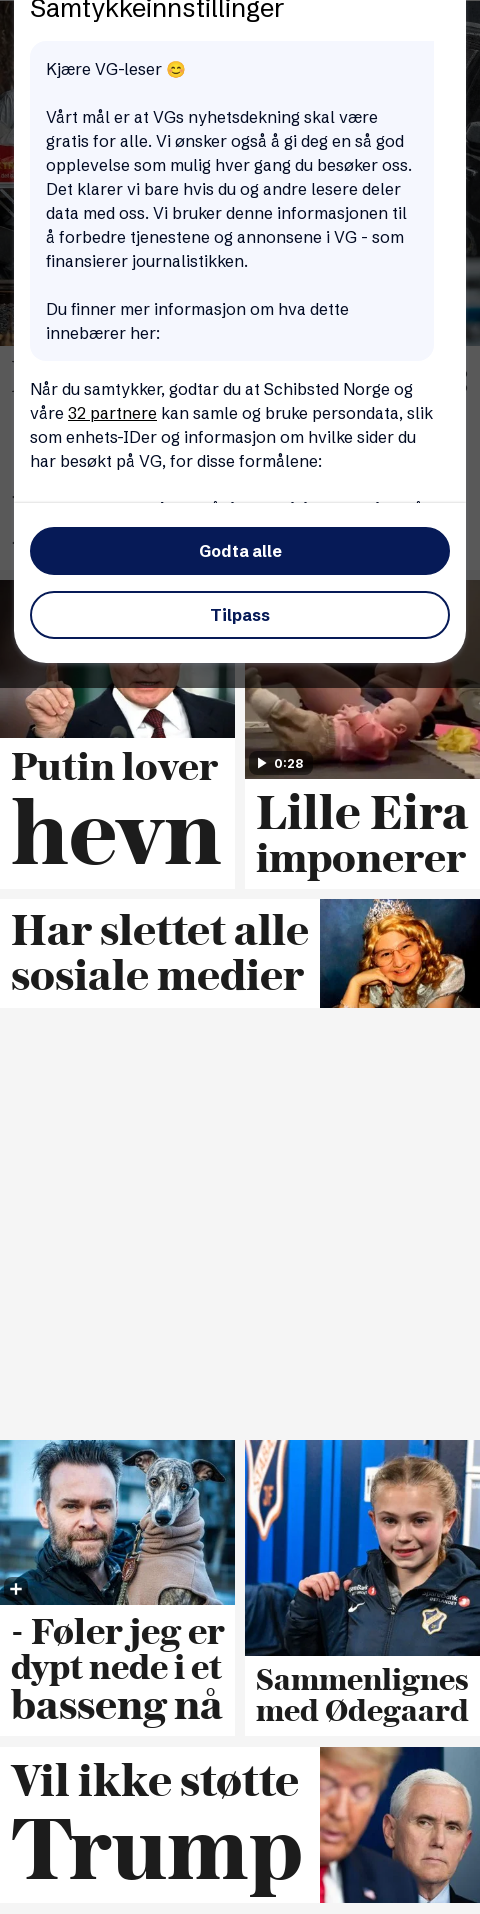 Samtykkeinnstillinger
Kjære VG-leser 😊
Vårt mål er at VGs nyhetsdekning skal være
gratis for alle. Vi ønsker også å gi deg en så god
opplevelse som mulig hver gang du besøker oss.
Det klarer vi bare hvis du og andre lesere deler
data med oss. Vi bruker denne informasjonen til
å forbedre tjenestene og annonsene i VG - som
finansierer journalistikken.
Du finner mer informasjon om hva dette
innebærer her:
Når du samtykker, godtar du at Schibsted Norge og
våre 32 partnere kan samle og bruke persondata, slik
som enhets-IDer og informasjon om hvilke sider du
har besøkt på VG, for disse formålene:
Godta alle
Tilpass
0:28
Putin lover
hevn
Lille Eira
imponerer
Har slettet alle
sosiale medier
- Føler jeg er
dypt nede i et
basseng nå
Sammenlignes
med Ødegaard
Vil ikke støtte
Trump